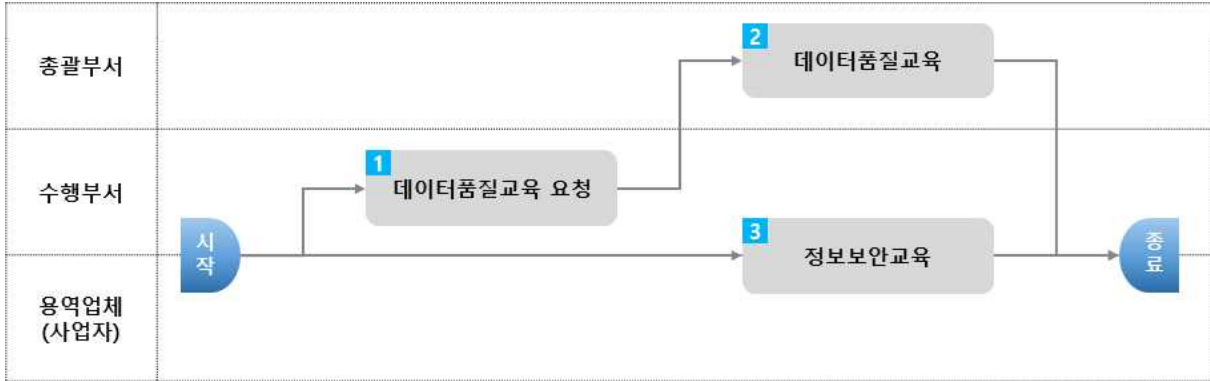 총괄부서
2
데이터품질교육
수행부서
1
데이터품질교육 요청
시
작
3
정보보안교육
종
료
용역업체
(사업자)